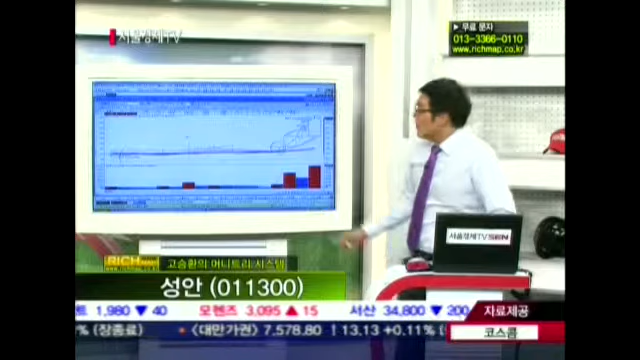 서울경제TV
▶ 무료 문자
013-3366-0110
www.richmap.co.kr
서울경제TV SEN
RICH
고승환의 머니트리 시스템
성안 (011300)
1,980 ▼ 40 모렌즈 3,095 ▲ 15 서산 34,800 ▼ 200
자료제공
% (장종료) <대만가권> 7,578.80 ↑ 13.13 +0.11%
코스콤